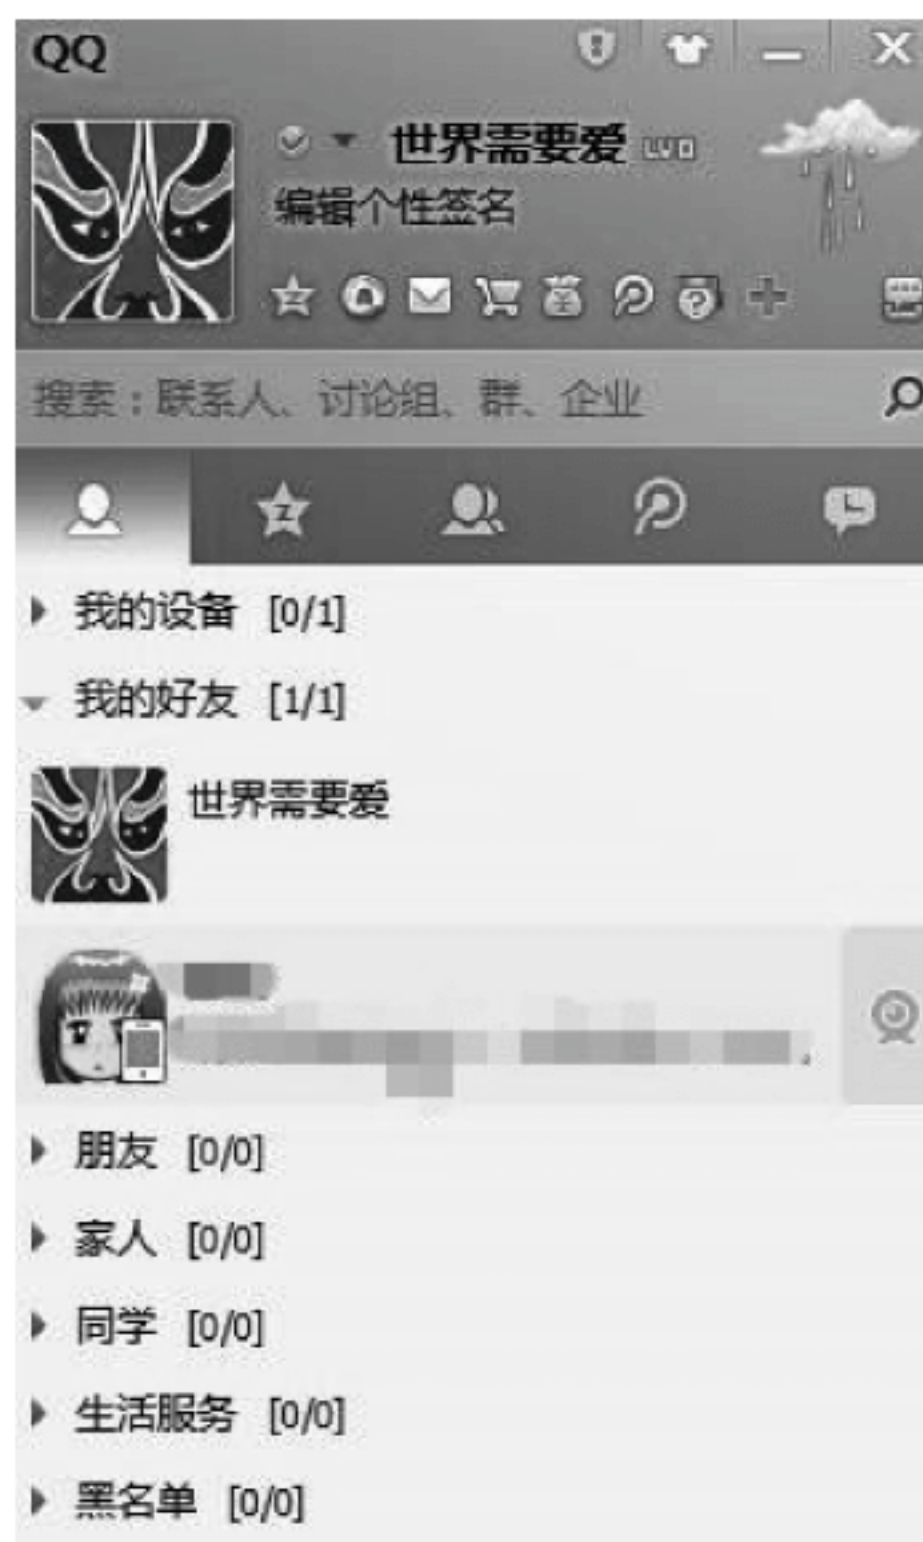 QQ
世界需要爱 LV0
编辑个性签名
搜索：联系人、讨论组、群、企业
我的设备 [0/1]
我的好友 [1/1]
世界需要爱
朋友 [0/0]
家人 [0/0]
同学 [0/0]
生活服务 [0/0]
黑名单 [0/0]